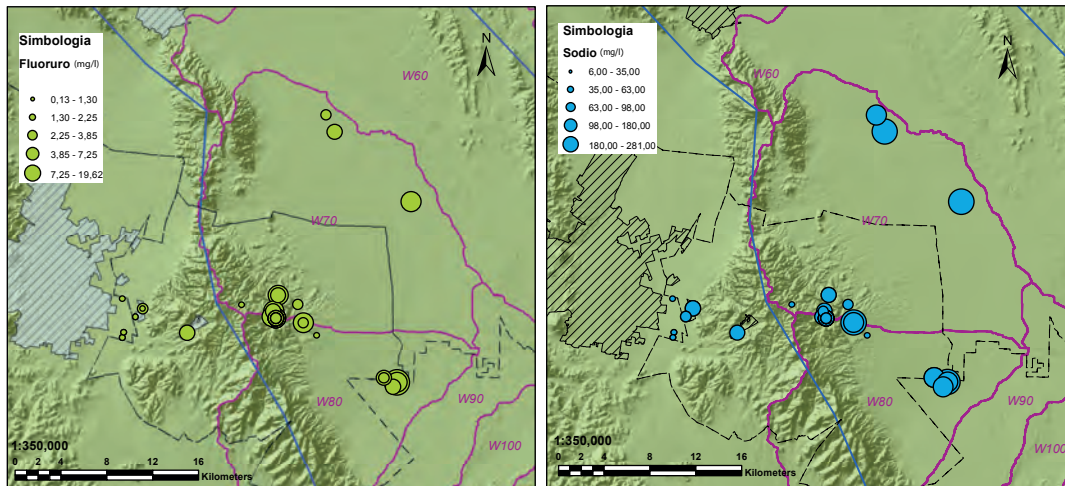 Simbologia
Fluoruro (mg/l)
0,13 - 1,30
1,30 - 2,25
2,25 - 3,85
3,85 - 7,25
7,25 - 19,62
N
W60
W70
W80
W90
W100
1:350,000
0 2 4 8 12 16
Kilometers
Simbologia
Sodio (mg/l)
6,00 - 35,00
35,00 - 63,00
63,00 - 98,00
98,00 - 180,00
180,00 - 281,00
N
W60
W70
W80
W90
W100
1:350,000
0 2 4 8 12 16
Kilometers